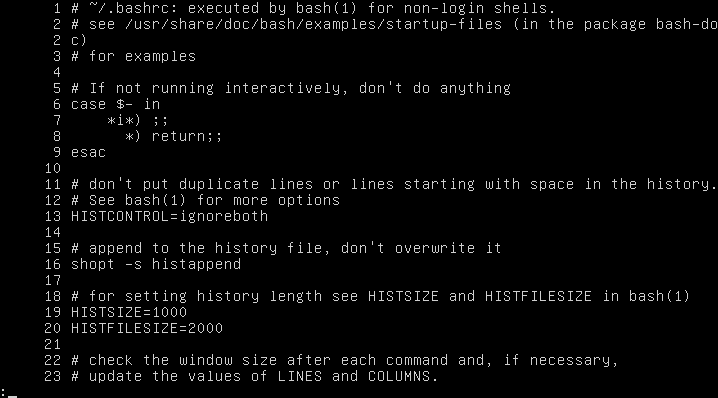 1 # ~/.bashrc: executed by bash(1) for non-login shells.
2 # see /usr/share/doc/bash/examples/startup-files (in the package bash-do
2 c)
3 # for examples
4
5 # If not running interactively, don't do anything
6 case $- in
7     *i*) ;;
8       *) return;;
9 esac
10
11 # don't put duplicate lines or lines starting with space in the history.
12 # See bash(1) for more options
13 HISTCONTROL=ignoreboth
14
15 # append to the history file, don't overwrite it
16 shopt -s histappend
17
18 # for setting history length see HISTSIZE and HISTFILESIZE in bash(1)
19 HISTSIZE=1000
20 HISTFILESIZE=2000
21
22 # check the window size after each command and, if necessary,
23 # update the values of LINES and COLUMNS.
: